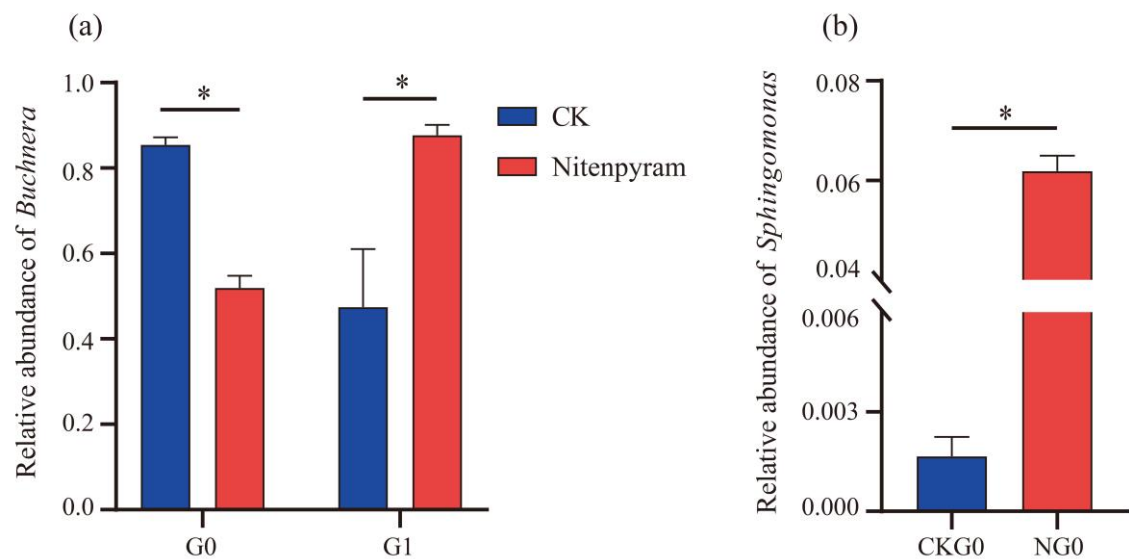 (a)
Relative abundance of Buchnera
1.0
0.8
0.6
0.4
0.2
0.0
*
*
G0
G1
CK
Nitenpyram
(b)
Relative abundance of Sphingomonas
0.08
0.06
0.04
0.006
0.003
0.000
*
CKG0
NG0